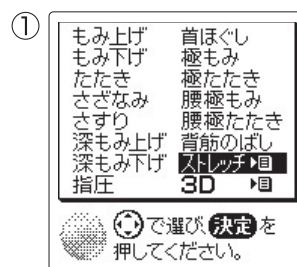 ①
もみ上げ 首ほぐし
もみ下げ 極もみ
たたき 極たたき
さざなみ 腰極もみ
さすり 腰極たたき
深もみ上げ 背筋のばし
深もみ下げ ストレッチ
指圧 3D
で選び、決定を
押してください。